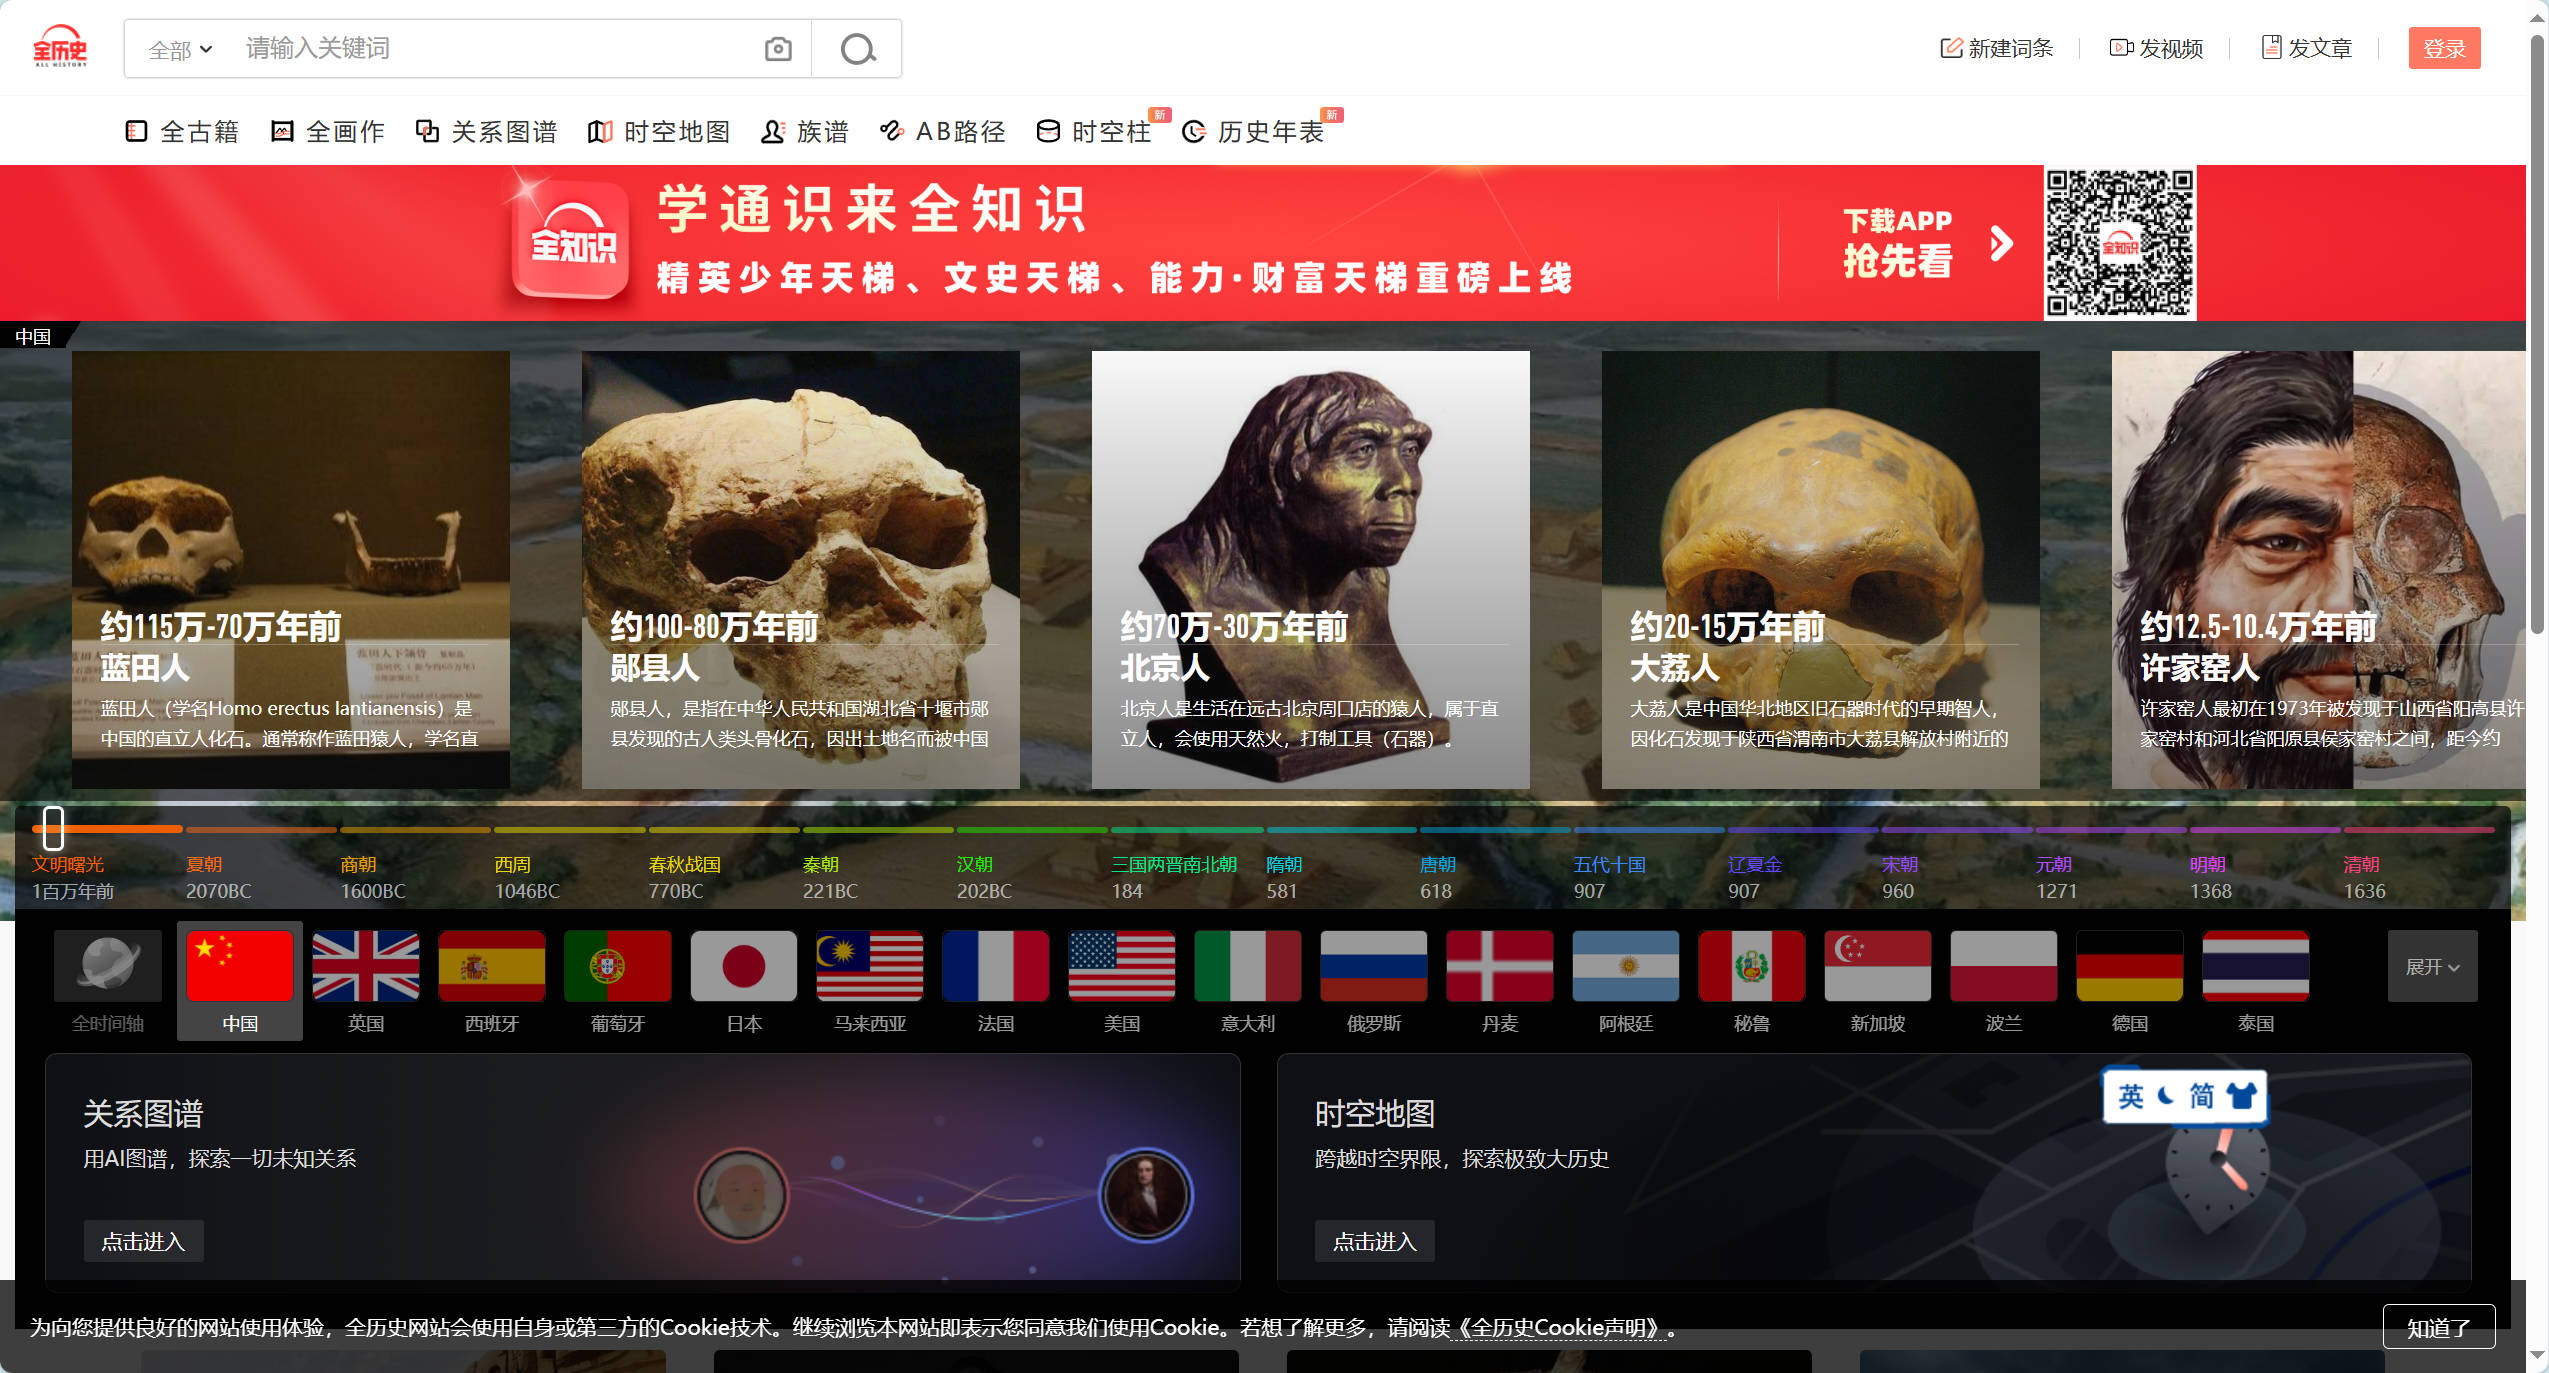 全历史
ALL HISTORY
全部
请输入关键词
新建词条
发视频
发文章
登录
全古籍
全画作
关系图谱
时空地图
族谱
AB路径
时空柱
新
历史年表
新
全知识
学通识来全知识
精英少年天梯、文史天梯、能力·财富天梯重磅上线
下载APP
抢先看
全知识
中国
约115万-70万年前
蓝田人
蓝田人（学名Homo erectus lantianensis）是
中国的直立人化石。通常称作蓝田猿人，学名直
约100-80万年前
郧县人
郧县人，是指在中华人民共和国湖北省十堰市郧
县发现的古人类头骨化石，因出土地名而被中国
约70万-30万年前
北京人
北京人是生活在远古北京周口店的猿人，属于直
立人，会使用天然火，打制工具（石器）。
约20-15万年前
大荔人
大荔人是中国华北地区旧石器时代的早期智人，
因化石发现于陕西省渭南市大荔县解放村附近的
约12.5-10.4万年前
许家窑人
许家窑人最初在1973年被发现于山西省阳高县许
家窑村和河北省阳原县侯家窑村之间，距今约
文明曙光
1百万年前
夏朝
2070BC
商朝
1600BC
西周
1046BC
春秋战国
770BC
秦朝
221BC
汉朝
202BC
三国两晋南北朝
184
隋朝
581
唐朝
618
五代十国
907
辽夏金
907
宋朝
960
元朝
1271
明朝
1368
清朝
1636
全时间轴
中国
英国
西班牙
葡萄牙
日本
马来西亚
法国
美国
意大利
俄罗斯
丹麦
阿根廷
秘鲁
新加坡
波兰
德国
泰国
展开
关系图谱
用AI图谱，探索一切未知关系
点击进入
时空地图
跨越时空界限，探索极致大历史
点击进入
英 简
为向您提供良好的网站使用体验，全历史网站会使用自身或第三方的Cookie技术。继续浏览本网站即表示您同意我们使用Cookie。若想了解更多，请阅读《全历史Cookie声明》。
知道了